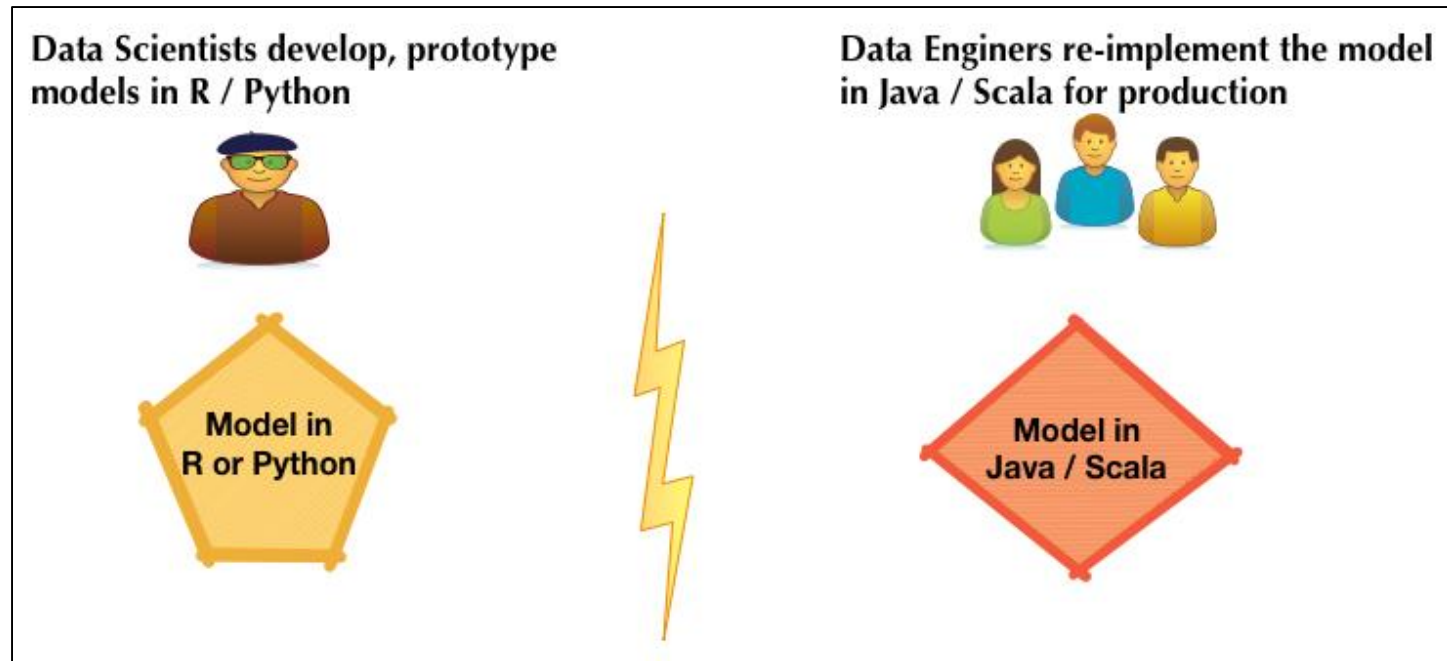 Data Scientists develop, prototype
models in R / Python
Data Enginers re-implement the model
in Java / Scala for production
Model in
R or Python
Model in
Java / Scala